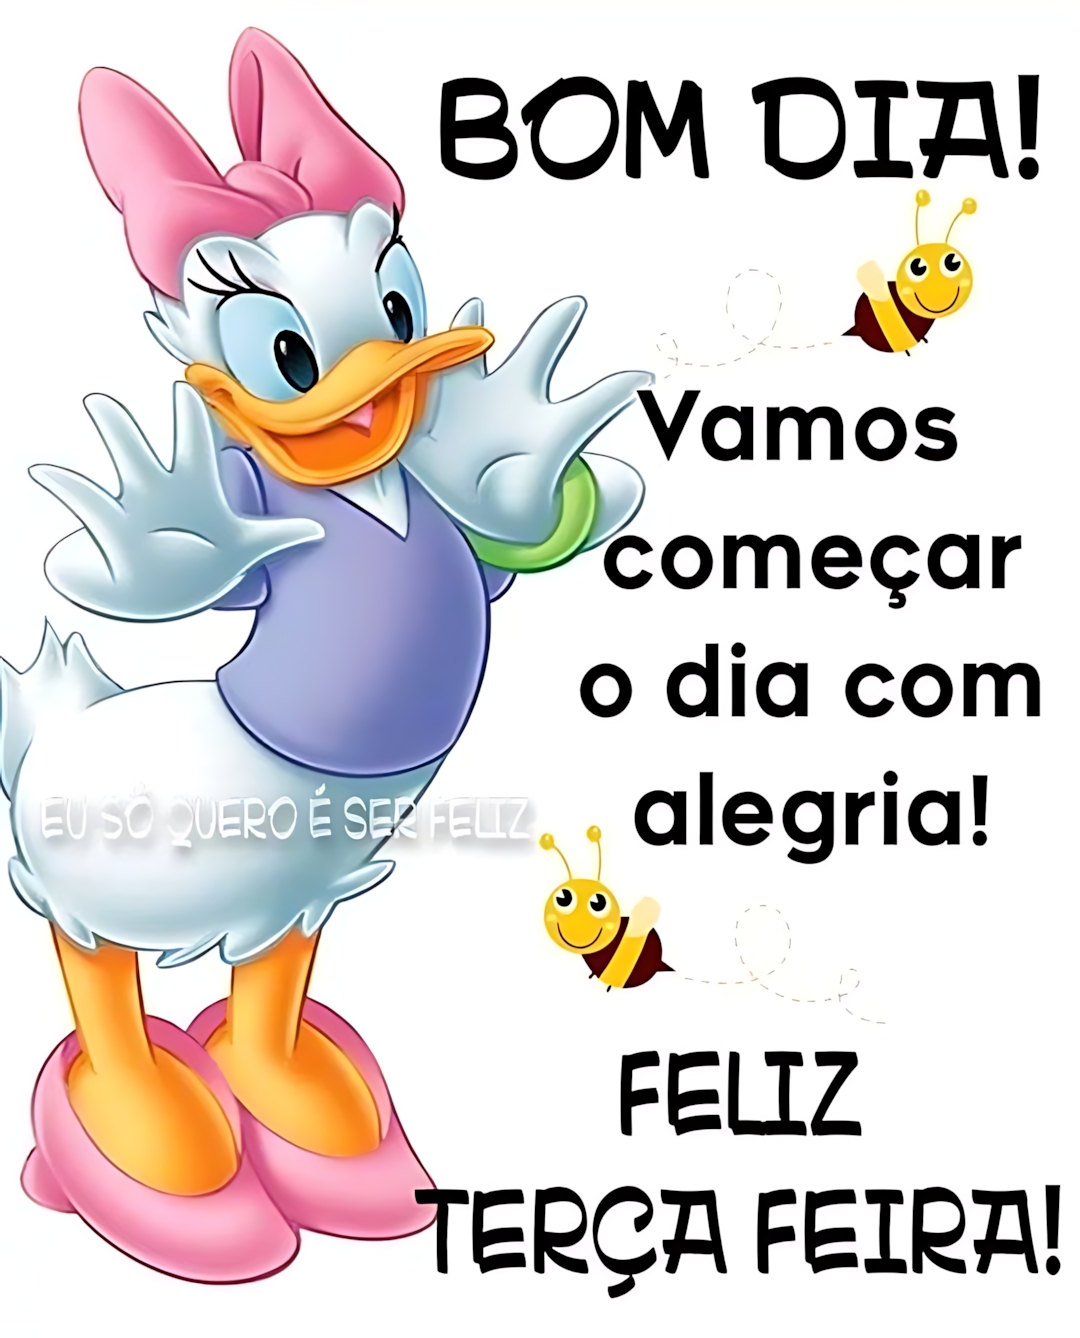 BOM DIA!
Vamos
começar
o dia com
alegria!
EU SÓ QUERO É SER FELIZ
FELIZ
TERÇA FEIRA!